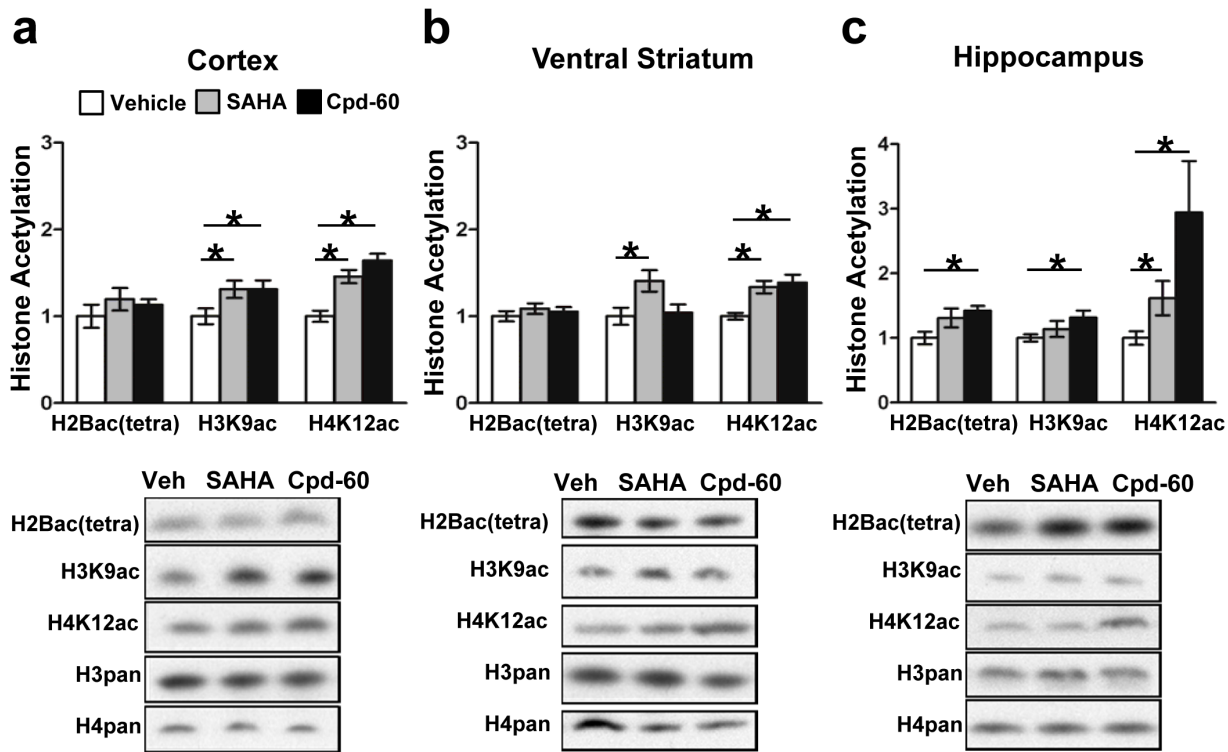 a
Cortex
Vehicle SAHA Cpd-60
Histone Acetylation
3
2
1
0
* * * *
H2Bac(tetra) H3K9ac H4K12ac
Veh SAHA Cpd-60
H2Bac(tetra)
H3K9ac
H4K12ac
H3pan
H4pan
b
Ventral Striatum
Histone Acetylation
3
2
1
0
* * *
H2Bac(tetra) H3K9ac H4K12ac
Veh SAHA Cpd-60
H2Bac(tetra)
H3K9ac
H4K12ac
H3pan
H4pan
c
Hippocampus
Histone Acetylation
4
3
2
1
0
* * * *
H2Bac(tetra) H3K9ac H4K12ac
Veh SAHA Cpd-60
H2Bac(tetra)
H3K9ac
H4K12ac
H3pan
H4pan